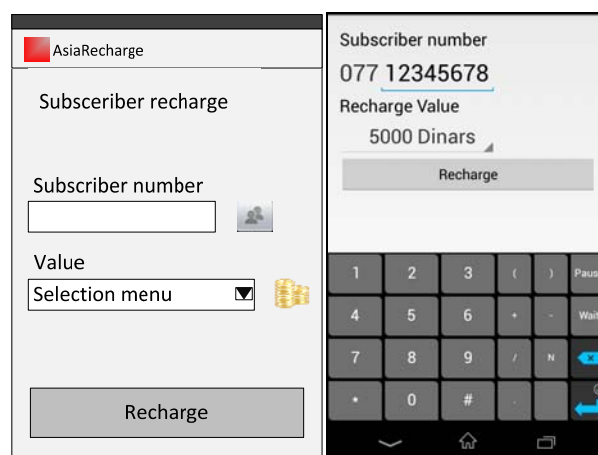 AsiaRecharge
Subsceriber recharge
Subscriber number
Value
Selection menu
Recharge
Subscriber number
077 12345678
Recharge Value
5000 Dinars
Recharge
1 2 3 ( ) Paus
4 5 6 + - Wait
7 8 9 / N
* 0 # .